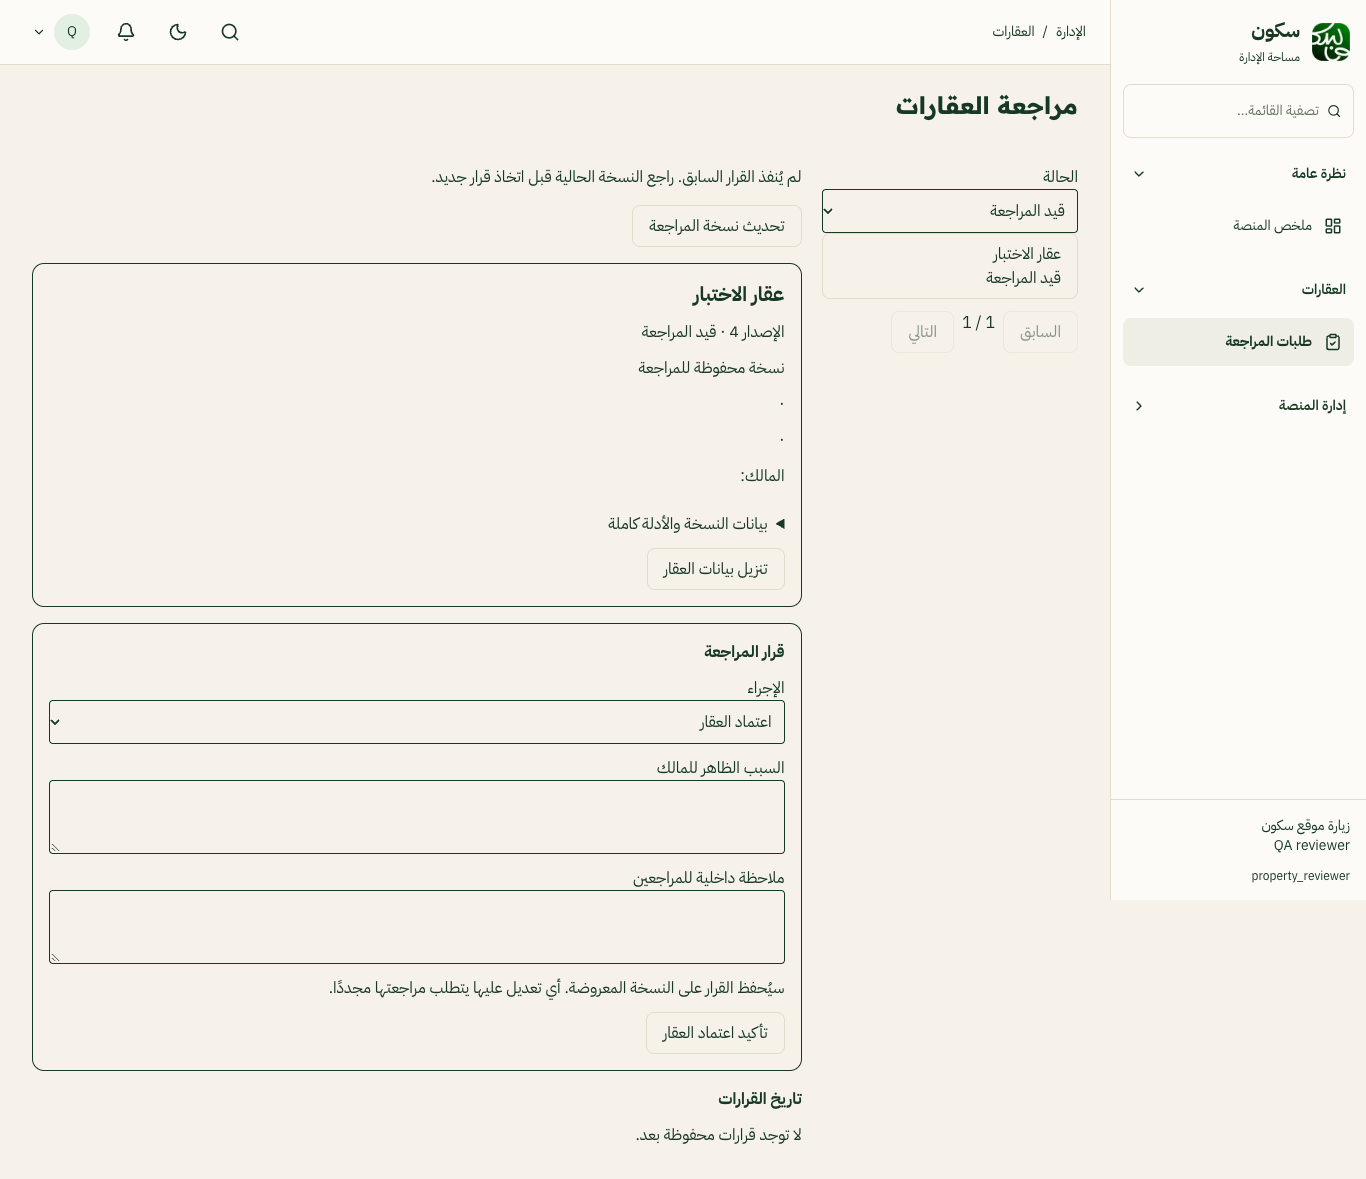 سكون
مساحة الإدارة
تصفية القائمة...
نظرة عامة
ملخص المنصة
العقارات
طلبات المراجعة
إدارة المنصة
زيارة موقع سكون
QA reviewer
property_reviewer
الإدارة / العقارات
Q
مراجعة العقارات
الحالة
قيد المراجعة
عقار الاختبار
قيد المراجعة
السابق
1 / 1
التالي
لم يُنفذ القرار السابق. راجع النسخة الحالية قبل اتخاذ قرار جديد.
تحديث نسخة المراجعة
عقار الاختبار
الإصدار 4 · قيد المراجعة
نسخة محفوظة للمراجعة
·
·
المالك:
بيانات النسخة والأدلة كاملة
تنزيل بيانات العقار
قرار المراجعة
الإجراء
اعتماد العقار
السبب الظاهر للمالك
ملاحظة داخلية للمراجعين
سيُحفظ القرار على النسخة المعروضة. أي تعديل عليها يتطلب مراجعتها مجددًا.
تأكيد اعتماد العقار
تاريخ القرارات
لا توجد قرارات محفوظة بعد.